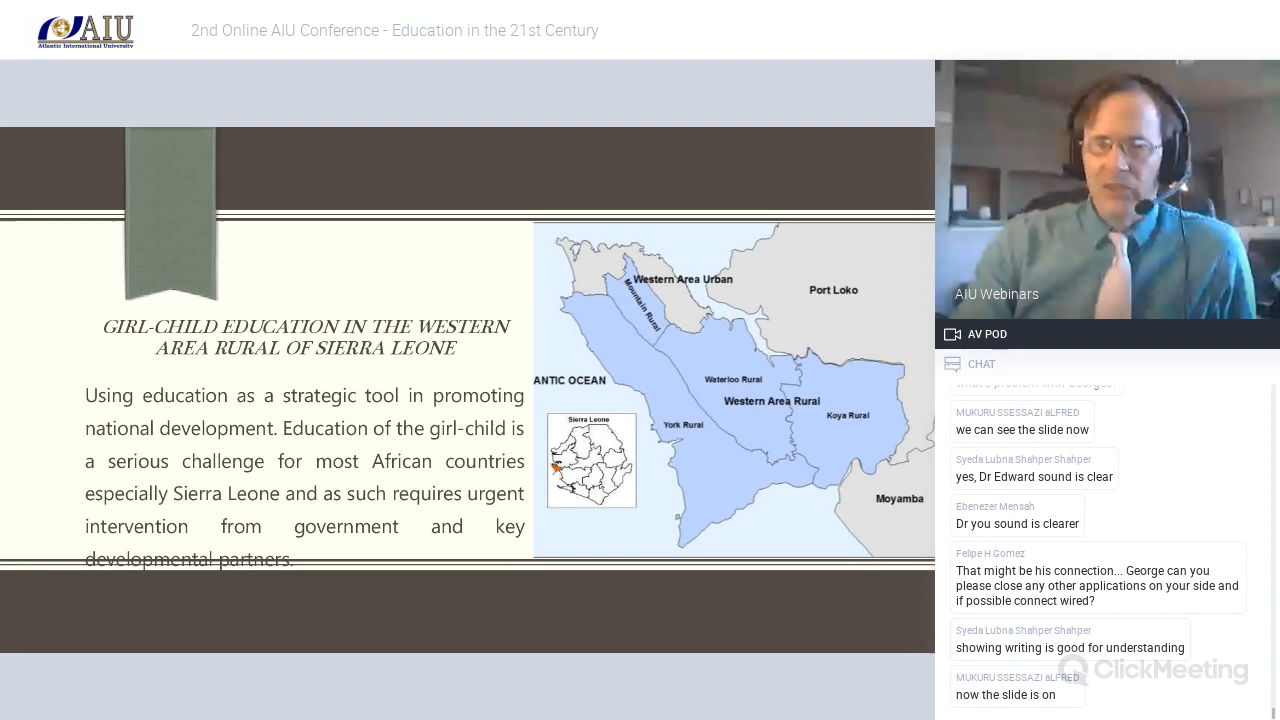 AIU
Atlantic International University
2nd Online AIU Conference - Education in the 21st Century
GIRL-CHILD EDUCATION IN THE WESTERN
AREA RURAL OF SIERRA LEONE
Using education as a strategic tool in promoting
national development. Education of the girl-child is
a serious challenge for most African countries
especially Sierra Leone and as such requires urgent
intervention from government and key
developmental partners.
Western Area Urban
Port Loko
Mountain Rural
ANTIC OCEAN
Waterloo Rural
Western Area Rural
Koya Rural
York Rural
Sierra Leone
Moyamba
AIU Webinars
AV POD
CHAT
MUKURU SSESSAZI aLFRED
we can see the slide now
Syeda Lubna Shahper Shahper
yes, Dr Edward sound is clear
Ebenezer Mensah
Dr you sound is clearer
Felipe H Gomez
That might be his connection... George can you
please close any other applications on your side and
if possible connect wired?
Syeda Lubna Shahper Shahper
showing writing is good for understanding
MUKURU SSESSAZI aLFRED
now the slide is on
ClickMeeting